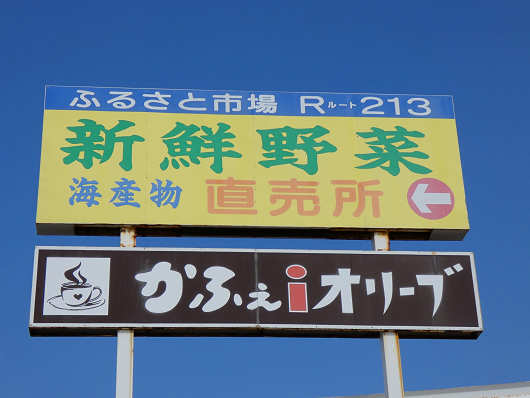 ふるさと市場 Rルート213
新鮮野菜
海産物 直売所
かふぇiオリーブ